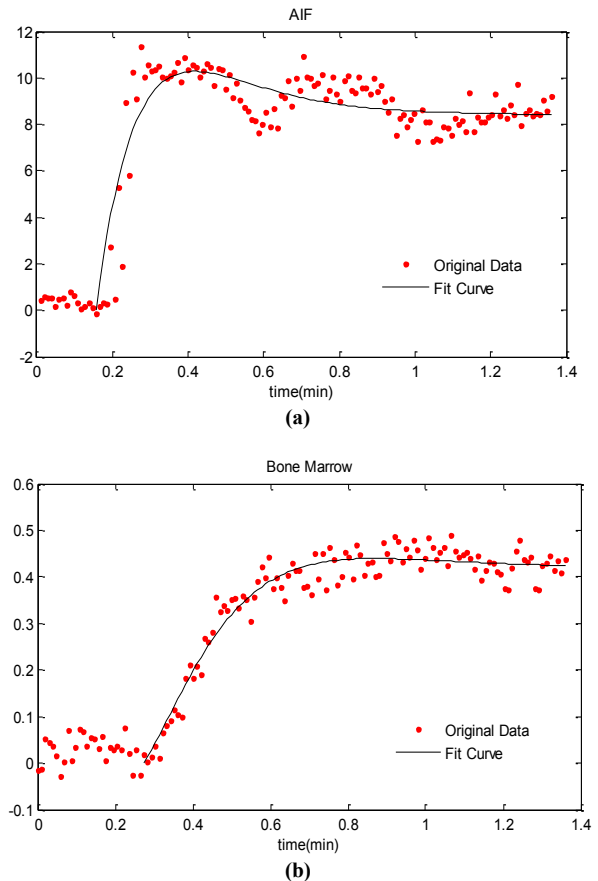 AIF
12
10
8
6
4
2
0
-2
0 0.2 0.4 0.6 0.8 1 1.2 1.4
Original Data
Fit Curve
time(min)
(a)
Bone Marrow
0.6
0.5
0.4
0.3
0.2
0.1
0
-0.1
0 0.2 0.4 0.6 0.8 1 1.2 1.4
Original Data
Fit Curve
time(min)
(b)